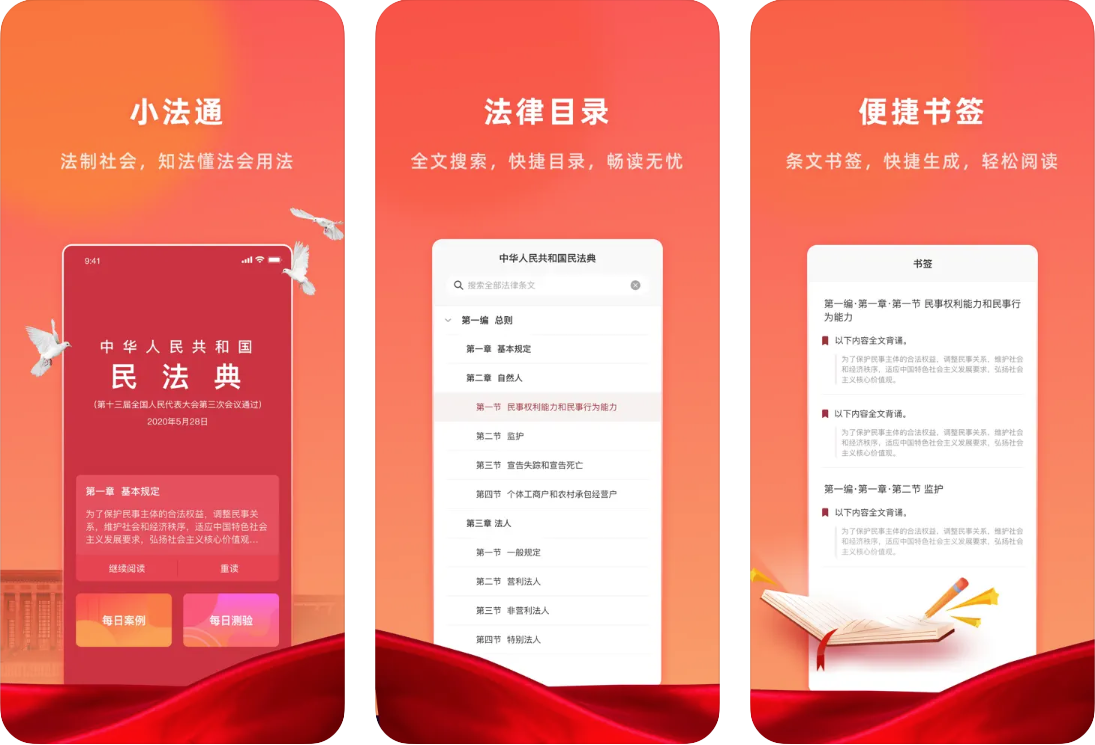 小法通
法制社会，知法懂法会用法
9:41
中华人民共和国
民法典
(第十三届全国人民代表大会第三次会议通过)
2020年5月28日
第一章 基本规定
为了保护民事主体的合法权益，调整民事关
系，维护社会和经济秩序，适应中国特色社会
主义发展要求，弘扬社会主义核心价值观...
继续阅读
重读
每日案例
每日测验
法律目录
全文搜索，快捷目录，畅读无忧
中华人民共和国民法典
搜索全部法律条文
第一编 总则
第一章 基本规定
第二章 自然人
第一节 民事权利能力和民事行为能力
第二节 监护
第三节 宣告失踪和宣告死亡
第四节 个体工商户和农村承包经营户
第三章 法人
第一节 一般规定
第二节 营利法人
第三节 非营利法人
第四节 特别法人
便捷书签
条文书签，快捷生成，轻松阅读
书签
第一编·第一章·第一节 民事权利能力和民事行
为能力
以下内容全文背诵。
为了保护民事主体的合法权益，调整民事关系，维护社会
和经济秩序，适应中国特色社会主义发展要求，弘扬社会
主义核心价值观。
以下内容全文背诵。
为了保护民事主体的合法权益，调整民事关系，维护社会
和经济秩序，适应中国特色社会主义发展要求，弘扬社会
主义核心价值观。
第一编·第一章·第二节 监护
以下内容全文背诵。
为了保护民事主体的合法权益，调整民事关系，维护社会
和经济秩序，适应中国特色社会主义发展要求，弘扬社会
主义核心价值观。